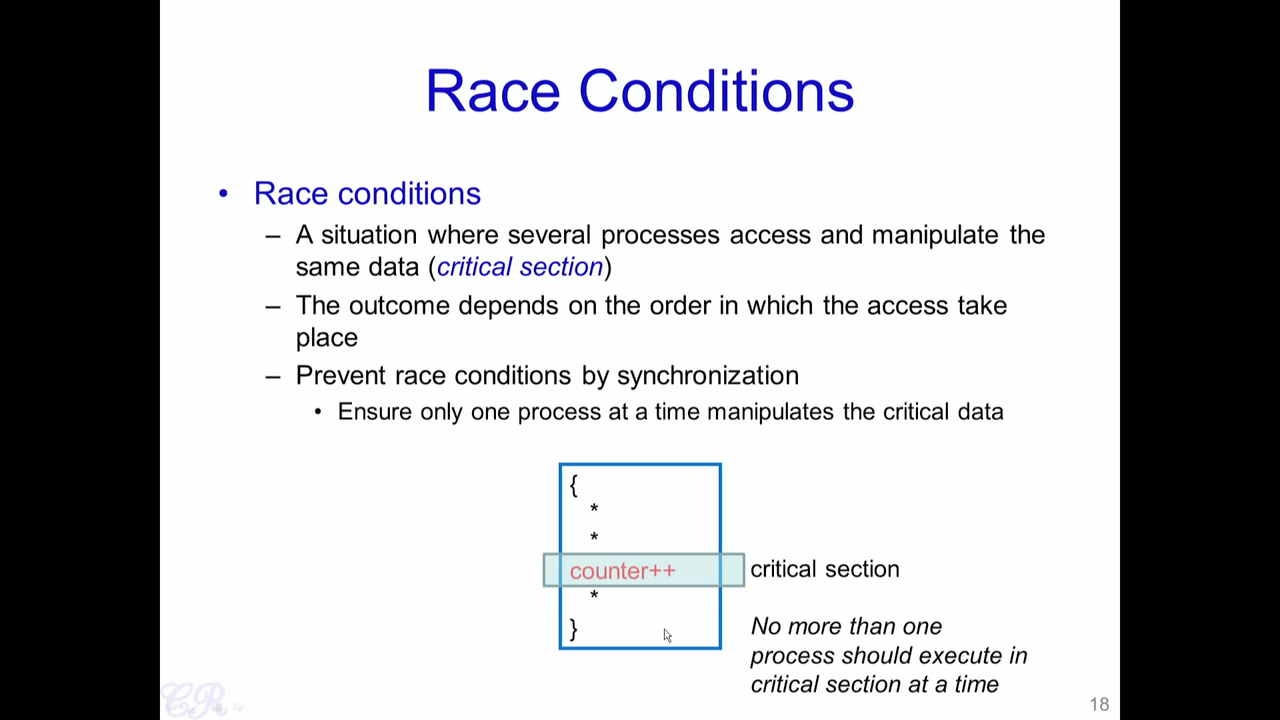 Race Conditions
• Race conditions
– A situation where several processes access and manipulate the
same data (critical section)
– The outcome depends on the order in which the access take
place
– Prevent race conditions by synchronization
• Ensure only one process at a time manipulates the critical data
{
*
*
counter++
critical section
*
}
No more than one
process should execute in
critical section at a time
CR
18